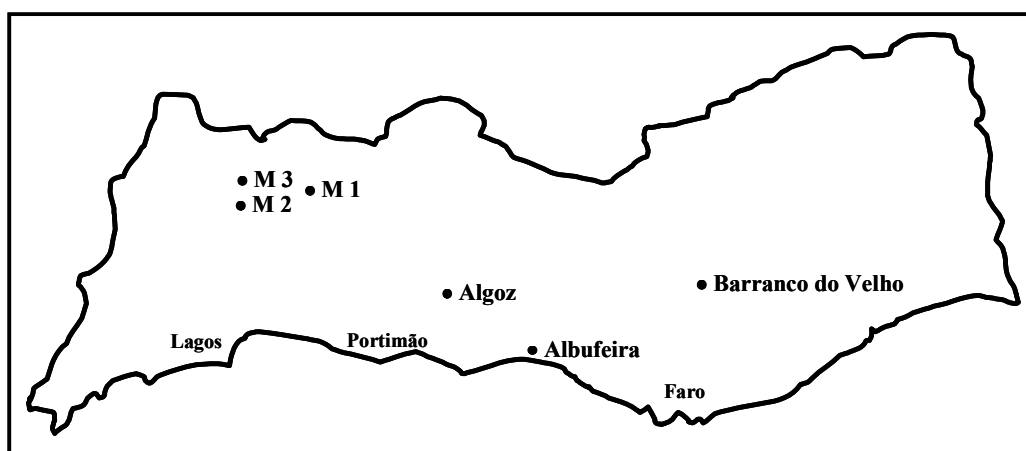 M 3
M 1
M 2
Barranco do Velho
Algoz
Lagos
Portimão
Albufeira
Faro